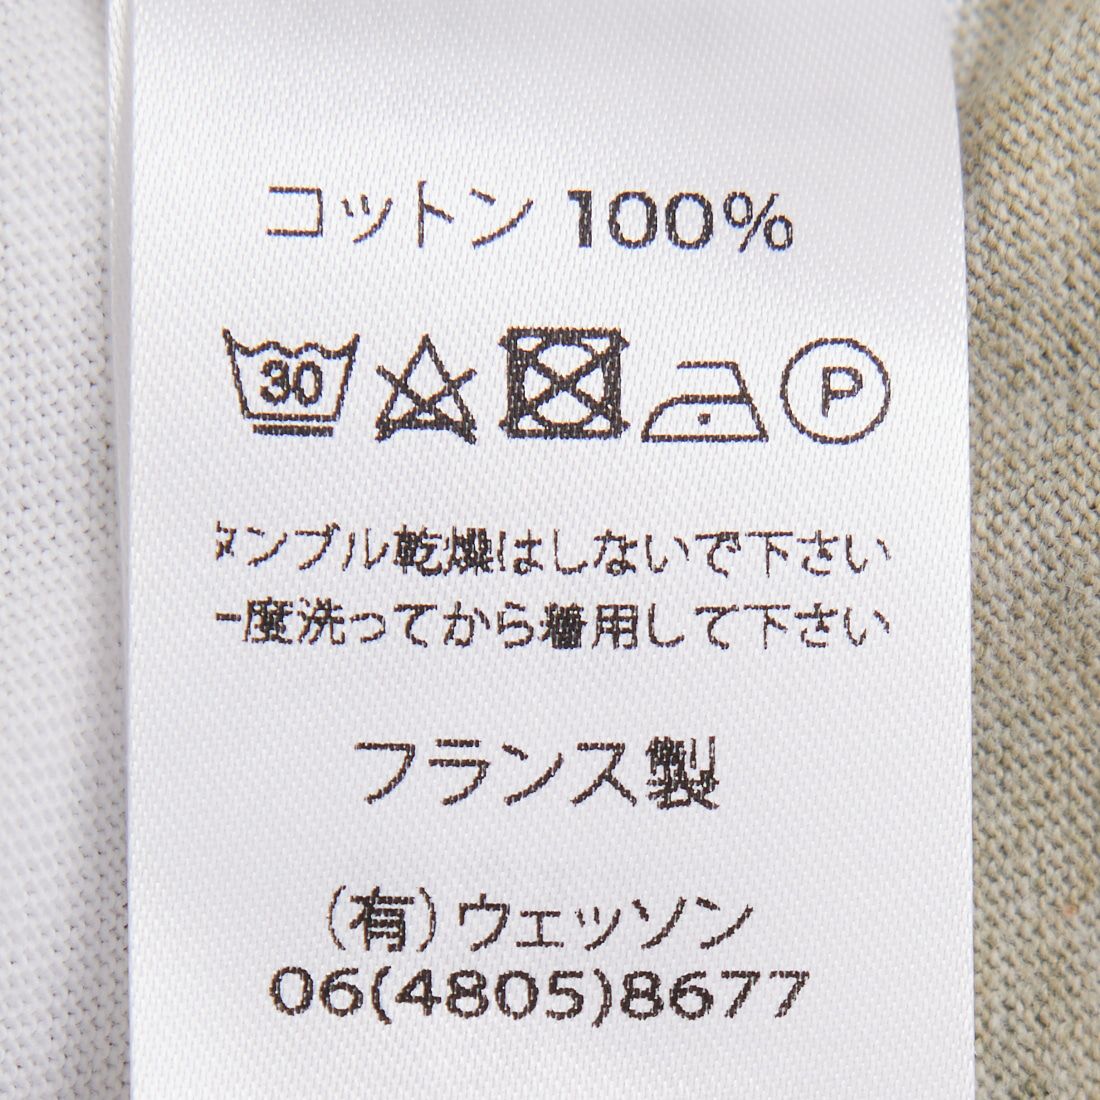 コットン 100%
30 P
タンブル乾燥はしないで下さい
一度洗ってから着用して下さい
フランス製
(有) ウェッソン
06(4805)8677